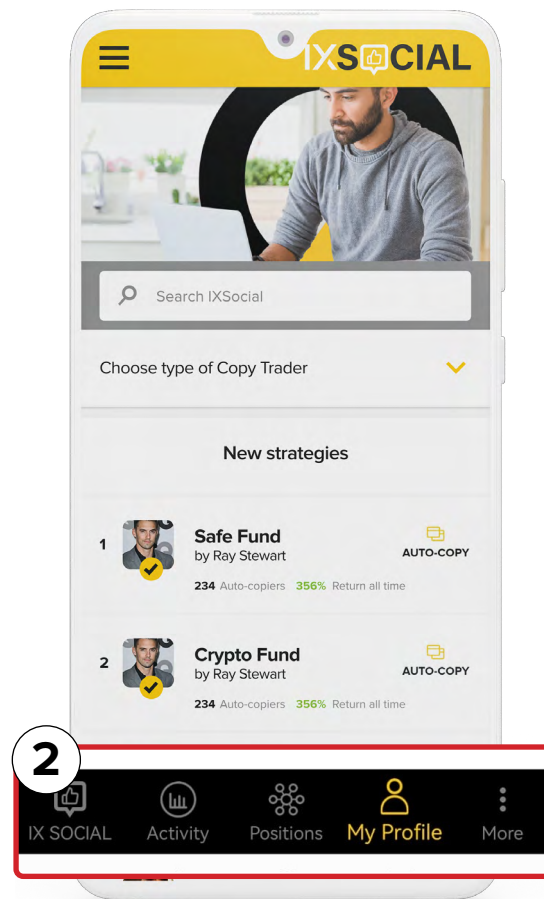 IXSOCIAL
Search IXSocial
Choose type of Copy Trader
New strategies
1
Safe Fund
by Ray Stewart
AUTO-COPY
234 Auto-copiers 356% Return all time
2
Crypto Fund
by Ray Stewart
AUTO-COPY
234 Auto-copiers 356% Return all time
2
IX SOCIAL Activity Positions My Profile More